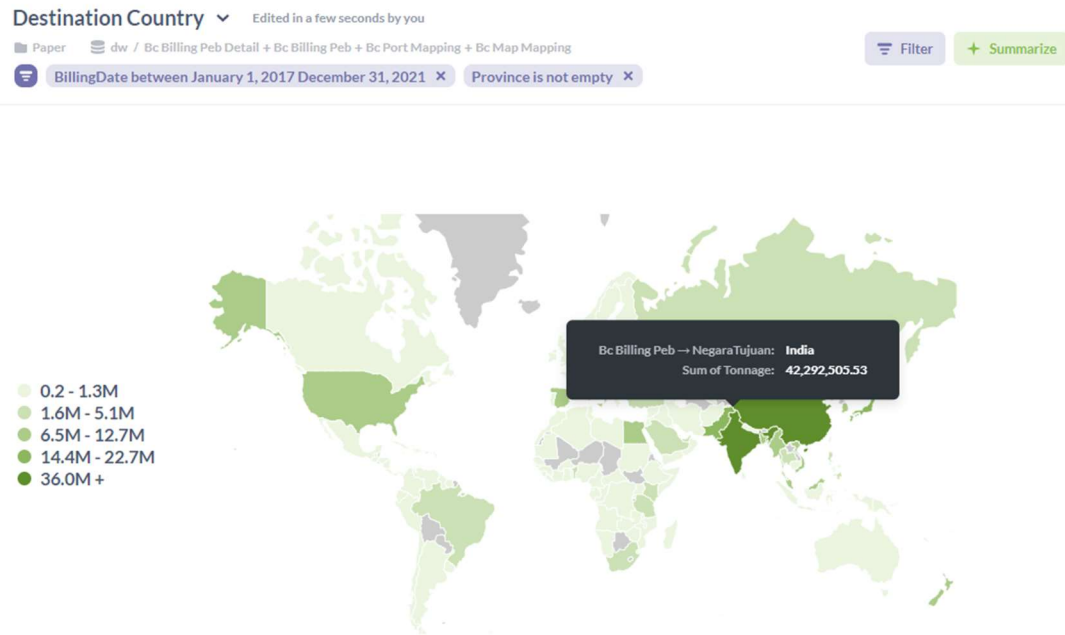 Destination Country Edited in a few seconds by you
Paper dw / Bc Billing Peb Detail + Bc Billing Peb + Bc Port Mapping + Bc Map Mapping
Filter + Summarize
BillingDate between January 1, 2017 December 31, 2021 × Province is not empty ×
Bc Billing Peb → NegaraTujuan: India
Sum of Tonnage: 42,292,505.53
0.2 - 1.3M
1.6M - 5.1M
6.5M - 12.7M
14.4M - 22.7M
36.0M +